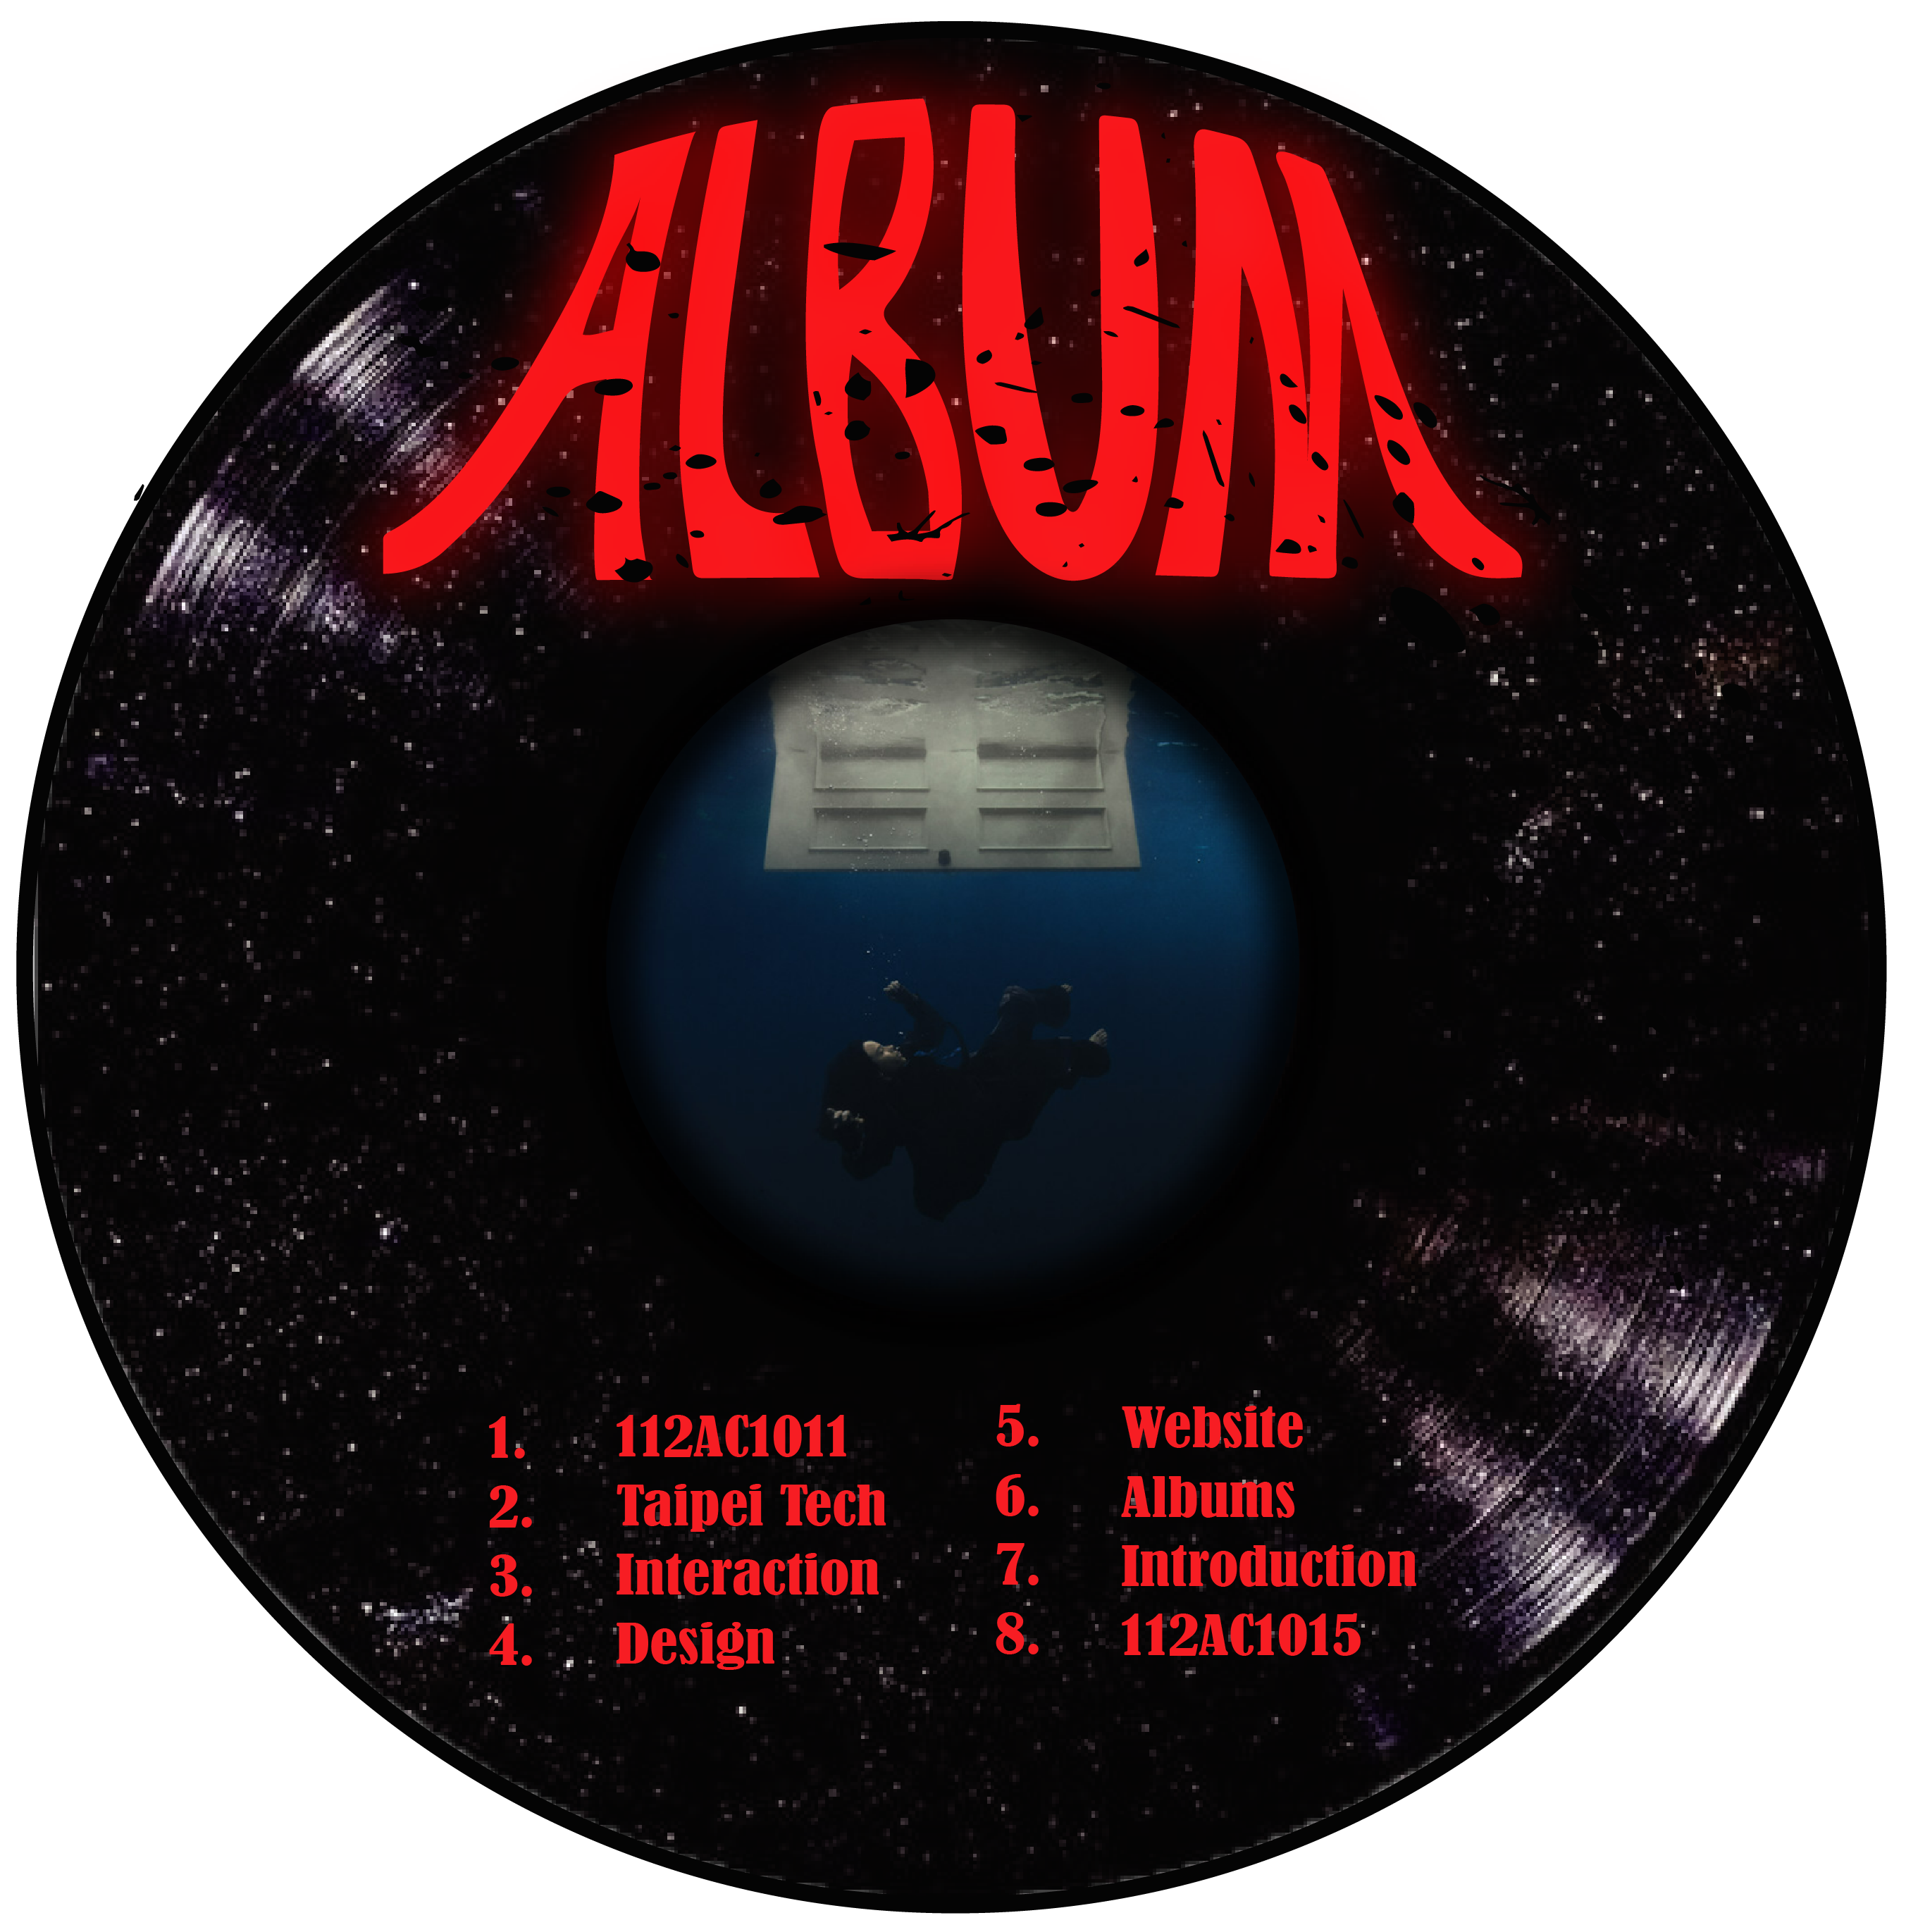 ALBUM
1. 112AC1011
2. Taipei Tech
3. Interaction
4. Design
5. Website
6. Albums
7. Introduction
8. 112AC1015